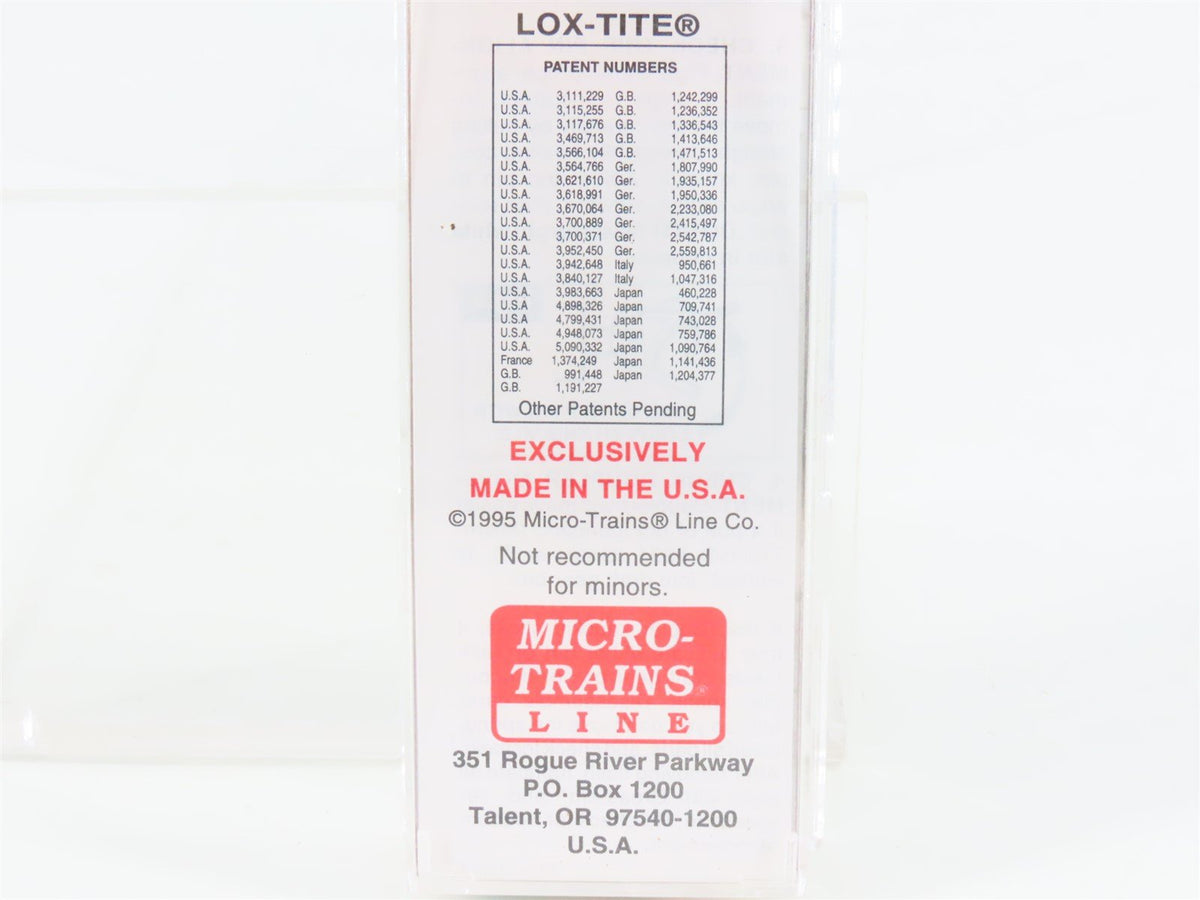 LOX-TITE®
PATENT NUMBERS
U.S.A. 3,111,229 G.B. 1,242,299
U.S.A. 3,115,255 G.B. 1,236,352
U.S.A. 3,117,676 G.B. 1,336,543
U.S.A. 3,469,713 G.B. 1,413,646
U.S.A. 3,566,104 G.B. 1,471,513
U.S.A. 3,564,766 Ger. 1,807,990
U.S.A. 3,621,610 Ger. 1,935,157
U.S.A. 3,618,991 Ger. 1,950,336
U.S.A. 3,670,064 Ger. 2,233,080
U.S.A. 3,700,889 Ger. 2,415,497
U.S.A. 3,700,371 Ger. 2,542,787
U.S.A. 3,952,450 Ger. 2,559,813
U.S.A. 3,942,648 Italy 950,661
U.S.A. 3,840,127 Italy 1,047,316
U.S.A. 3,983,663 Japan 460,228
U.S.A 4,898,326 Japan 709,741
U.S.A 4,799,431 Japan 743,028
U.S.A. 4,948,073 Japan 759,786
U.S.A. 5,090,332 Japan 1,090,764
France 1,374,249 Japan 1,141,436
G.B. 991,448 Japan 1,204,377
G.B. 1,191,227
Other Patents Pending
EXCLUSIVELY
MADE IN THE U.S.A.
©1995 Micro-Trains® Line Co.
Not recommended
for minors.
MICRO-
TRAINS®
LINE
351 Rogue River Parkway
P.O. Box 1200
Talent, OR 97540-1200
U.S.A.